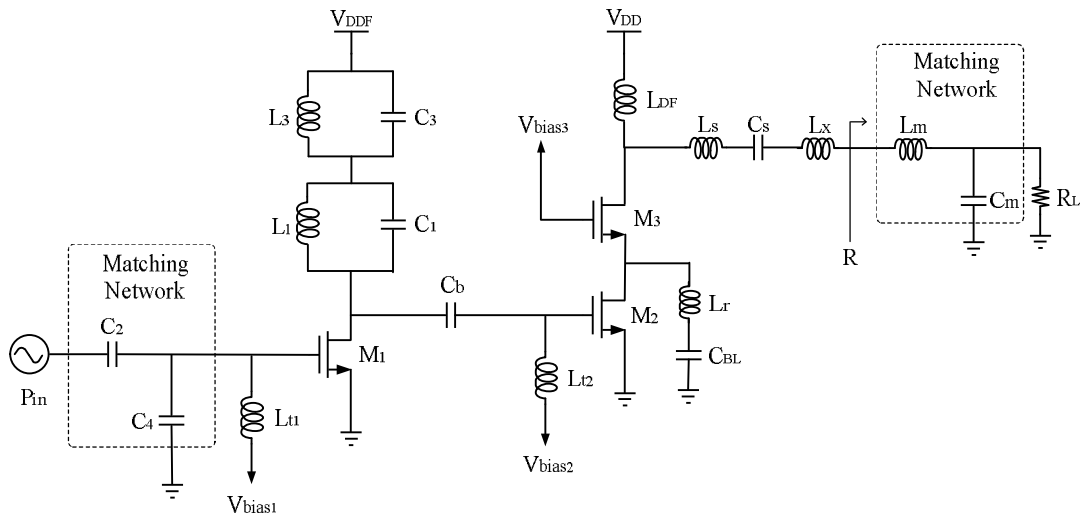 VDDF
VDD
L3
C3
LDF
Matching
Network
Vbias3
Ls
Cs
Lx
Lm
L1
C1
M3
Cm
RL
R
Matching
Network
Cb
M2
Lr
C2
M1
CBL
Pin
C4
Lt1
Lt2
Vbias1
Vbias2